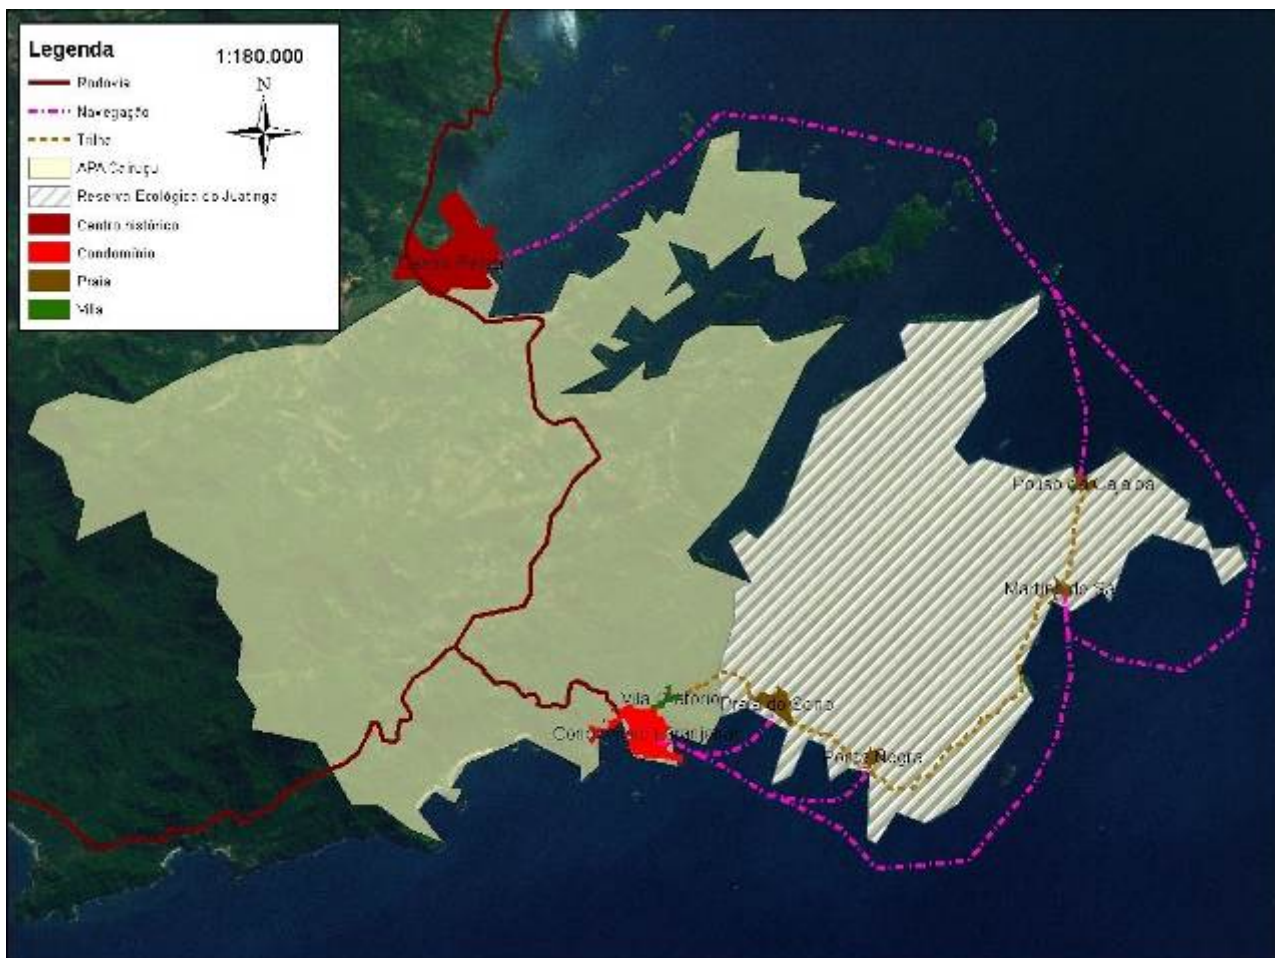 Legenda
1:180.000
N
Rodovia
Navegação
Trilha
APA Cairuçu
Reserva Ecológica da Juatinga
Centro histórico
Condomínio
Praia
Vila
Pouso da Cajaíba
Martins de Sá
Vila Oratório
Praia do Sono
Ponta Negra